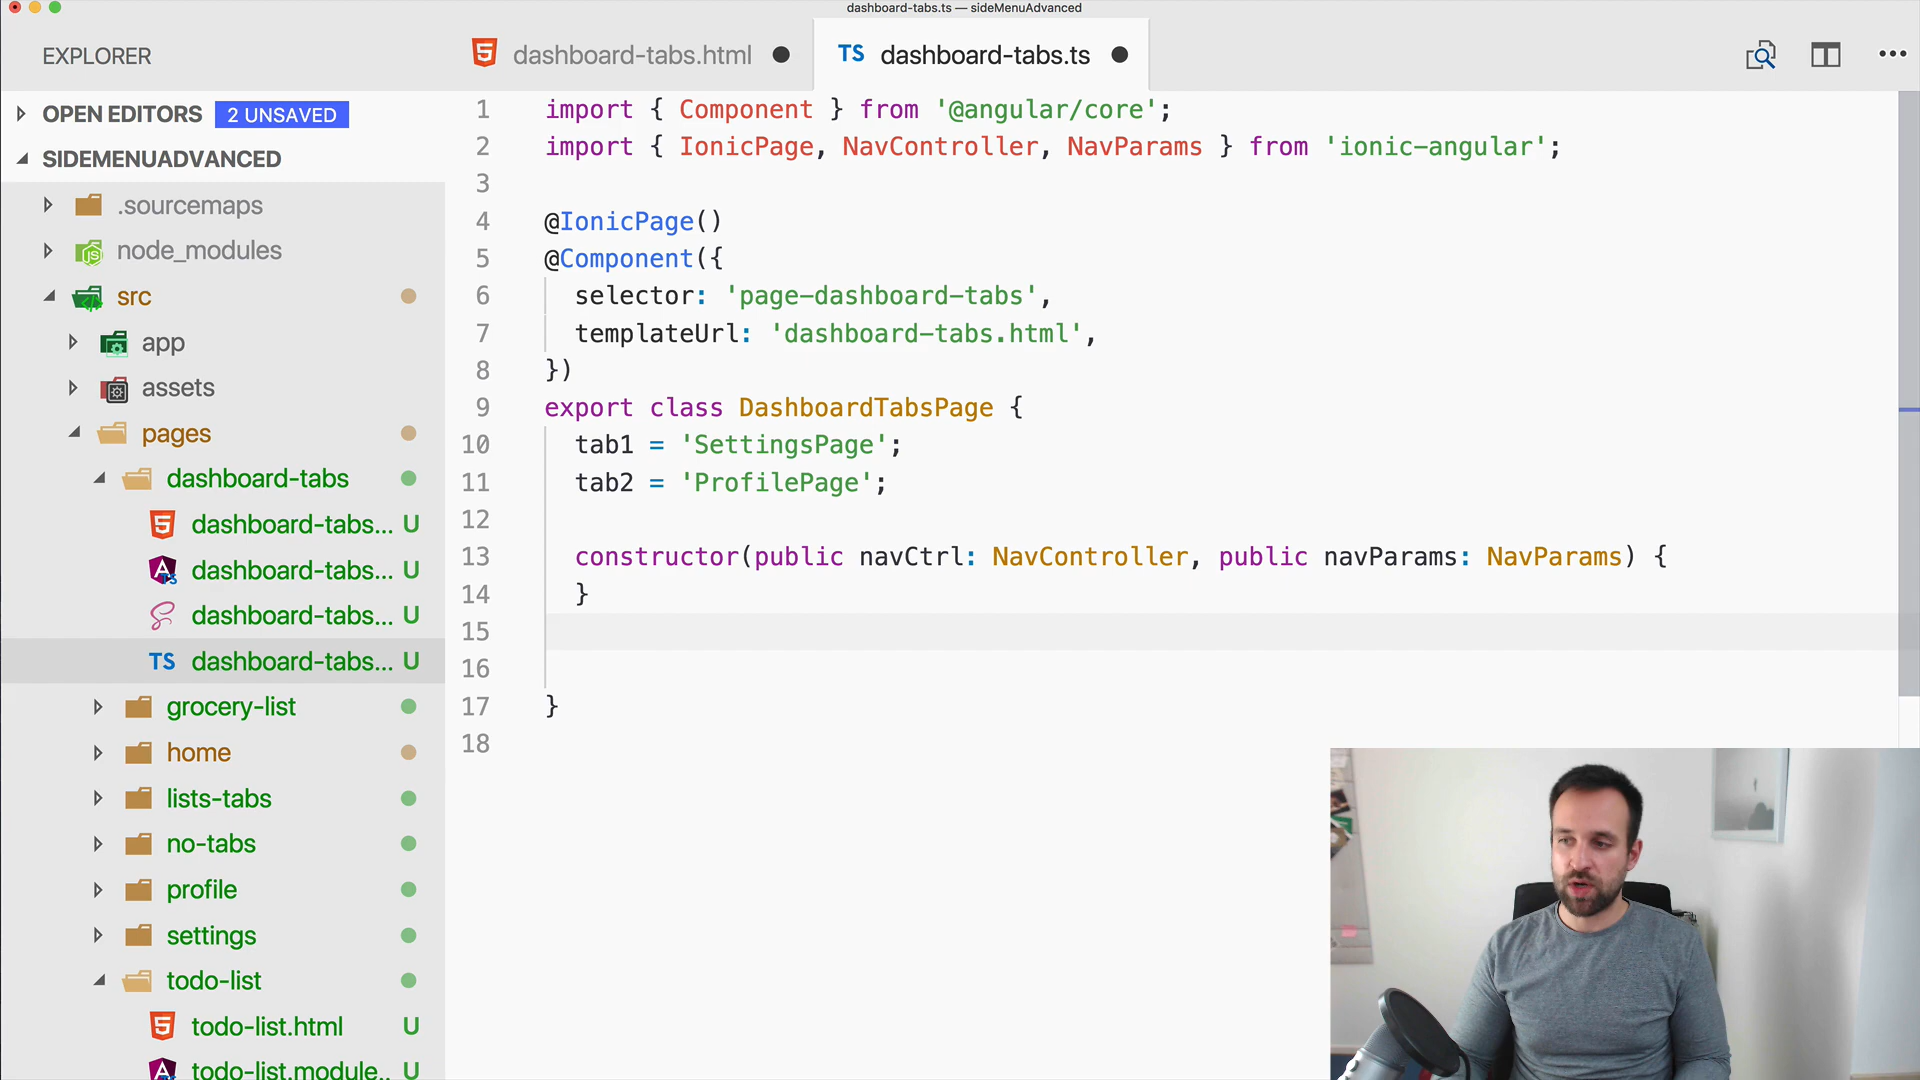 dashboard-tabs.ts — sideMenuAdvanced
EXPLORER
dashboard-tabs.html
TS dashboard-tabs.ts
OPEN EDITORS 2 UNSAVED
SIDEMENUADVANCED
.sourcemaps
node_modules
src
app
assets
pages
dashboard-tabs
dashboard-tabs... U
dashboard-tabs... U
dashboard-tabs... U
TS dashboard-tabs... U
grocery-list
home
lists-tabs
no-tabs
profile
settings
todo-list
todo-list.html U
todo-list.module... U
1 import { Component } from '@angular/core';
2 import { IonicPage, NavController, NavParams } from 'ionic-angular';
3
4 @IonicPage()
5 @Component({
6 selector: 'page-dashboard-tabs',
7 templateUrl: 'dashboard-tabs.html',
8 })
9 export class DashboardTabsPage {
10 tab1 = 'SettingsPage';
11 tab2 = 'ProfilePage';
12
13 constructor(public navCtrl: NavController, public navParams: NavParams) {
14 }
15
16
17 }
18